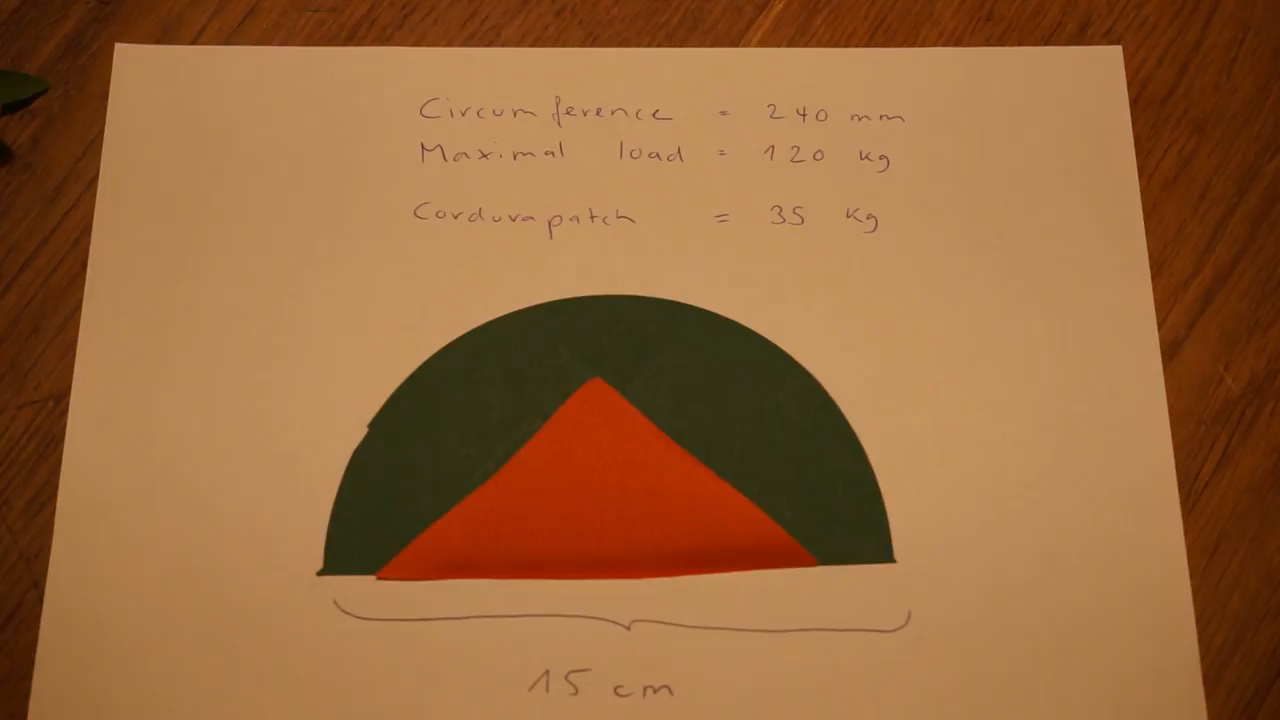 Circumference = 240 mm
Maximal load = 120 kg
Cordurapatch = 35 Kg
15 cm